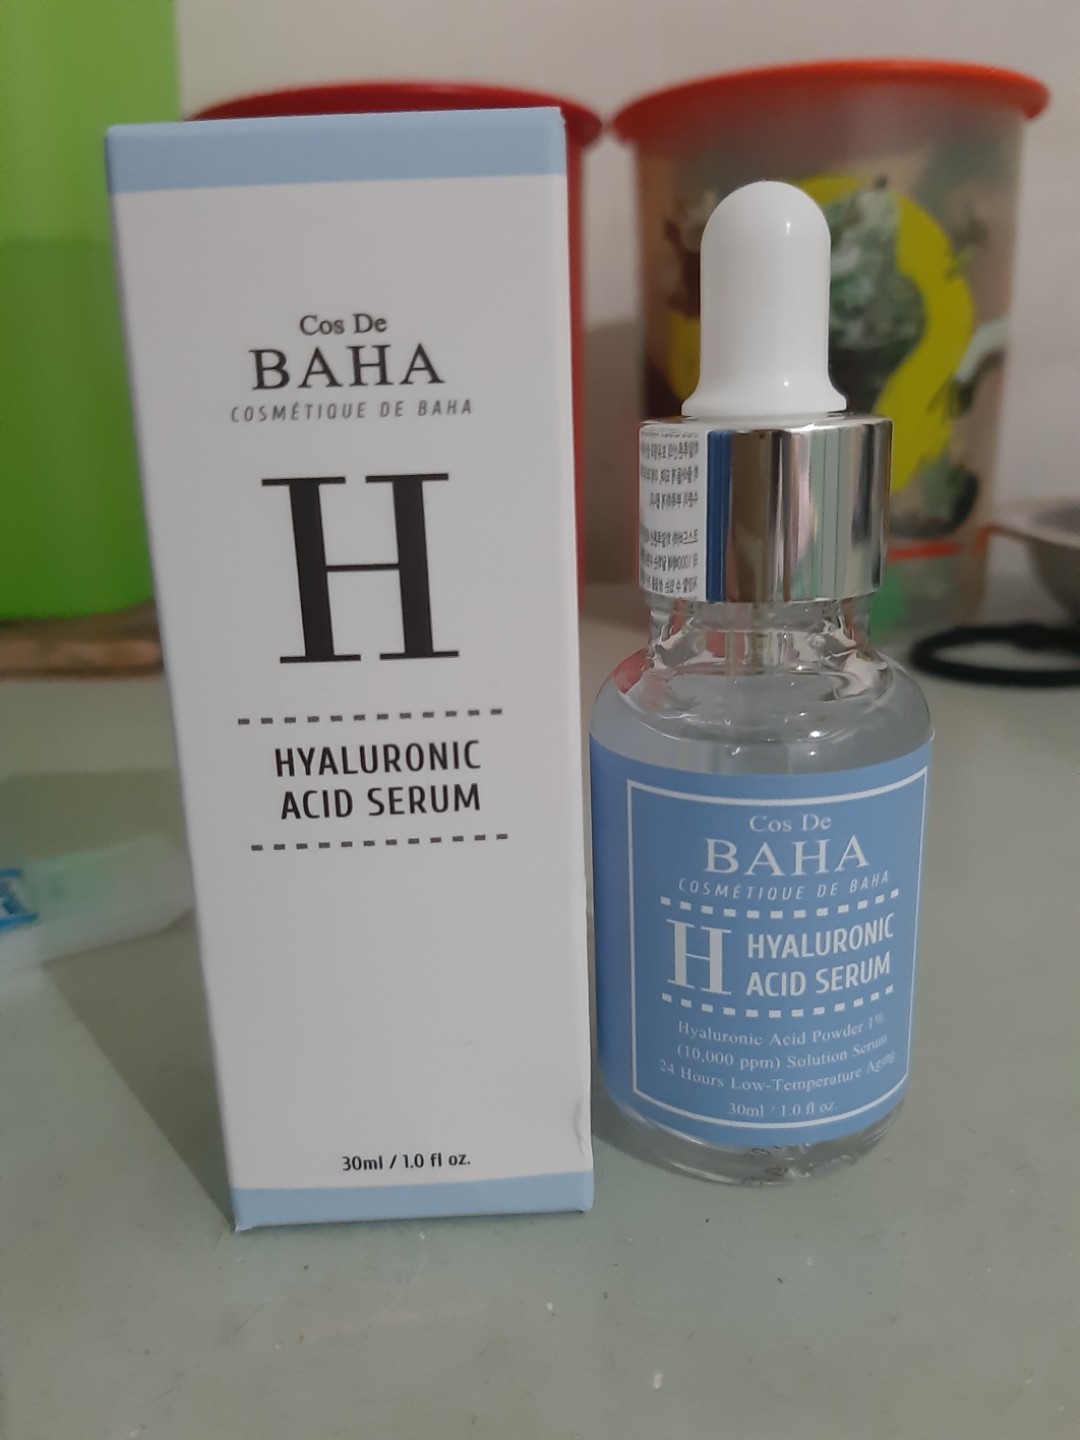 Cos De
BAHA
COSMÉTIQUE DE BAHA
H
HYALURONIC
ACID SERUM
30ml / 1.0 fl oz.
Cos De
BAHA
COSMÉTIQUE DE BAHA
H
HYALURONIC
ACID SERUM
Hyaluronic Acid Powder 1%
(10,000 ppm) Solution Serum
24 Hours Low-Temperature Aging
30ml / 1.0 fl oz.